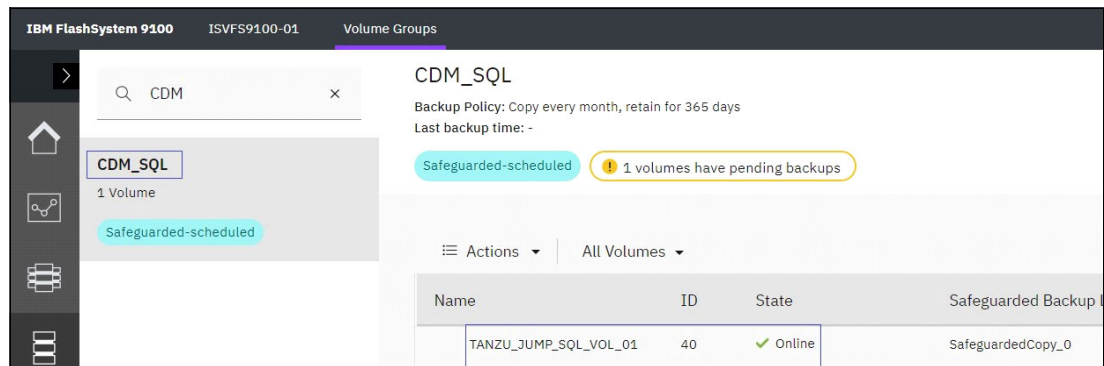 IBM FlashSystem 9100 ISVFS9100-01 Volume Groups
CDM
CDM_SQL
1 Volume
Safeguarded-scheduled
CDM_SQL
Backup Policy: Copy every month, retain for 365 days
Last backup time: -
Safeguarded-scheduled 1 volumes have pending backups
Actions All Volumes
Name ID State Safeguarded Backup L
TANZU_JUMP_SQL_VOL_01 40 Online SafeguardedCopy_0